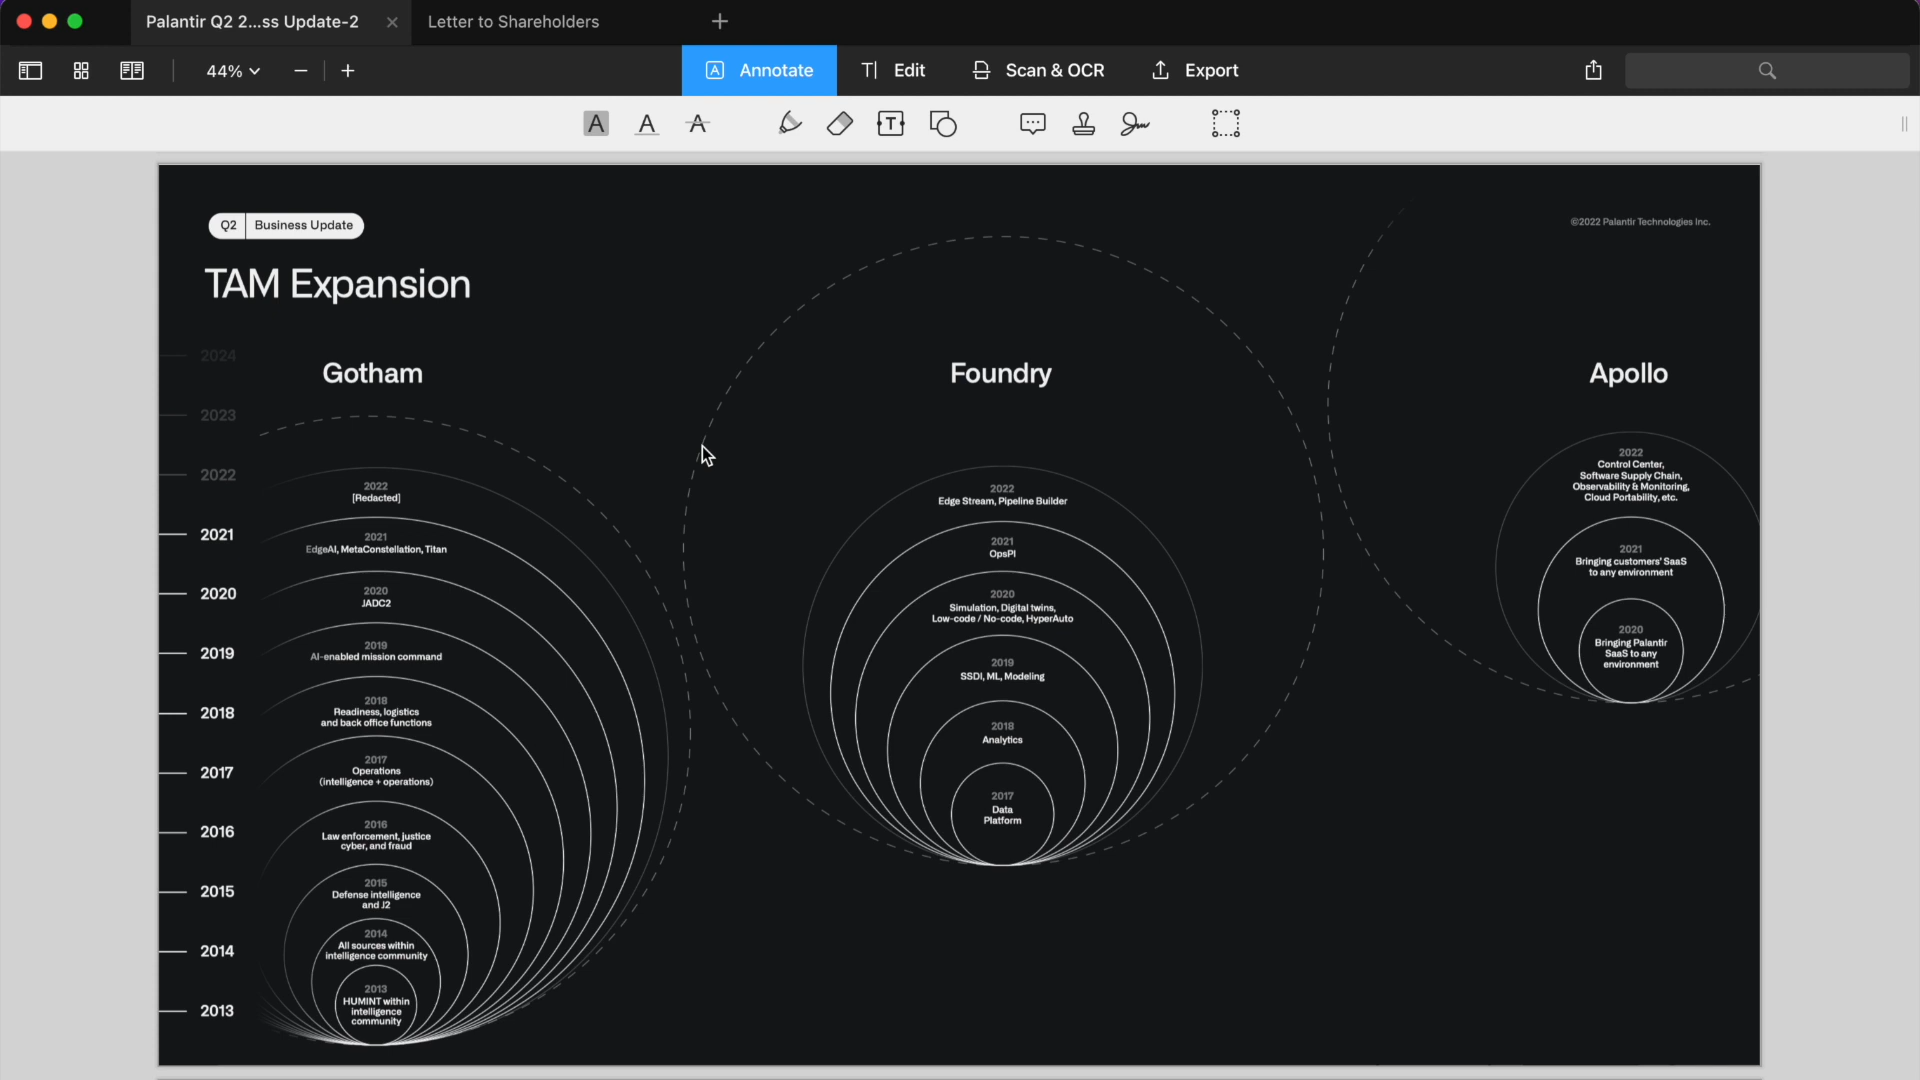 Palantir Q2 2...ss Update-2
Letter to Shareholders
44%
Annotate
Edit
Scan & OCR
Export
Q2 Business Update
©2022 Palantir Technologies Inc.
TAM Expansion
2024
2023
2022
2021
2020
2019
2018
2017
2016
2015
2014
2013
Gotham
2022
[Redacted]
2021
EdgeAI, MetaConstellation, Titan
2020
JADC2
2019
AI-enabled mission command
2018
Readiness, logistics
and back office functions
2017
Operations
(intelligence + operations)
2016
Law enforcement, justice
cyber, and fraud
2015
Defense intelligence
and J2
2014
All sources within
intelligence community
2013
HUMINT within
intelligence
community
Foundry
2022
Edge Stream, Pipeline Builder
2021
OpsPI
2020
Simulation, Digital twins,
Low-code / No-code, HyperAuto
2019
SSDI, ML, Modeling
2018
Analytics
2017
Data
Platform
Apollo
2022
Control Center,
Software Supply Chain,
Observability & Monitoring,
Cloud Portability, etc.
2021
Bringing customers' SaaS
to any environment
2020
Bringing Palantir
SaaS to any
environment